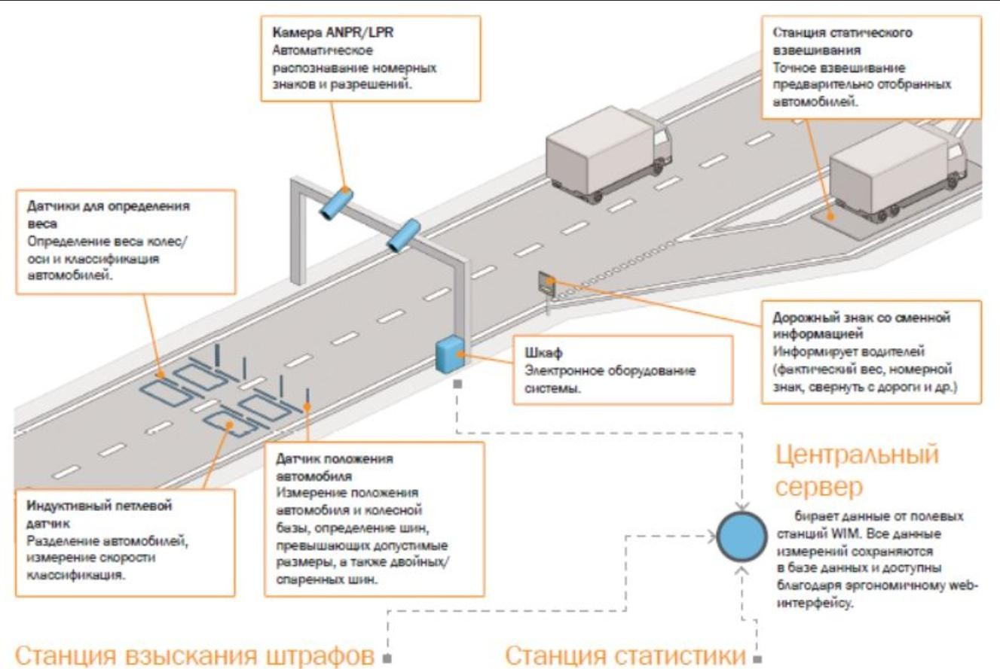 Камера ANPR/LPR
Автоматическое
распознавание номерных
знаков и разрешений.
Станция статического
взвешивания
Точное взвешивание
предварительно отобранных
автомобилей.
Датчики для определения
веса
Определение веса колес/
оси и классификация
автомобилей.
Дорожный знак со сменной
информацией
Информирует водителей
(фактический вес, номерной
знак, свернуть с дороги и др.)
Шкаф
Электронное оборудование
системы.
Датчик положения
автомобиля
Измерение положения
автомобиля и колесной
базы, определение шин,
превышающих допустимые
размеры, а также двойных/
спаренных шин.
Индуктивный петлевой
датчик
Разделение автомобилей,
измерение скорости
классификация.
Центральный
сервер
бирает данные от полевых
станций WIM. Все данные
измерений сохраняются
в базе данных и доступны
благодаря эргономичному web-
интерфейсу.
Станция взыскания штрафов
Станция статистики